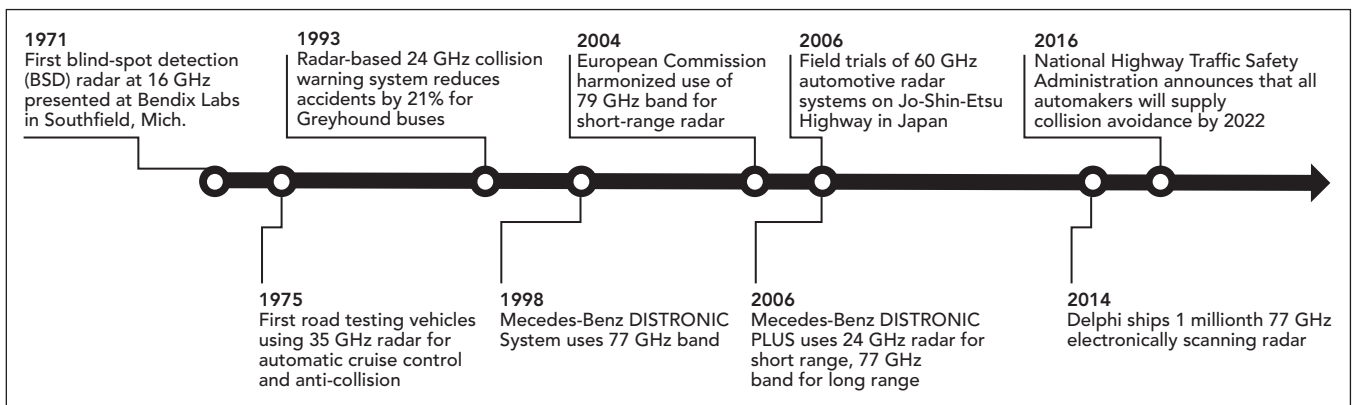 1971
First blind-spot detection
(BSD) radar at 16 GHz
presented at Bendix Labs
in Southfield, Mich.
1993
Radar-based 24 GHz collision
warning system reduces
accidents by 21% for
Greyhound buses
2004
European Commission
harmonized use of
79 GHz band for
short-range radar
2006
Field trials of 60 GHz
automotive radar
systems on Jo-Shin-Etsu
Highway in Japan
2016
National Highway Traffic Safety
Administration announces that all
automakers will supply
collision avoidance by 2022
1975
First road testing vehicles
using 35 GHz radar for
automatic cruise control
and anti-collision
1998
Mecedes-Benz DISTRONIC
System uses 77 GHz band
2006
Mecedes-Benz DISTRONIC
PLUS uses 24 GHz radar for
short range, 77 GHz
band for long range
2014
Delphi ships 1 millionth 77 GHz
electronically scanning radar